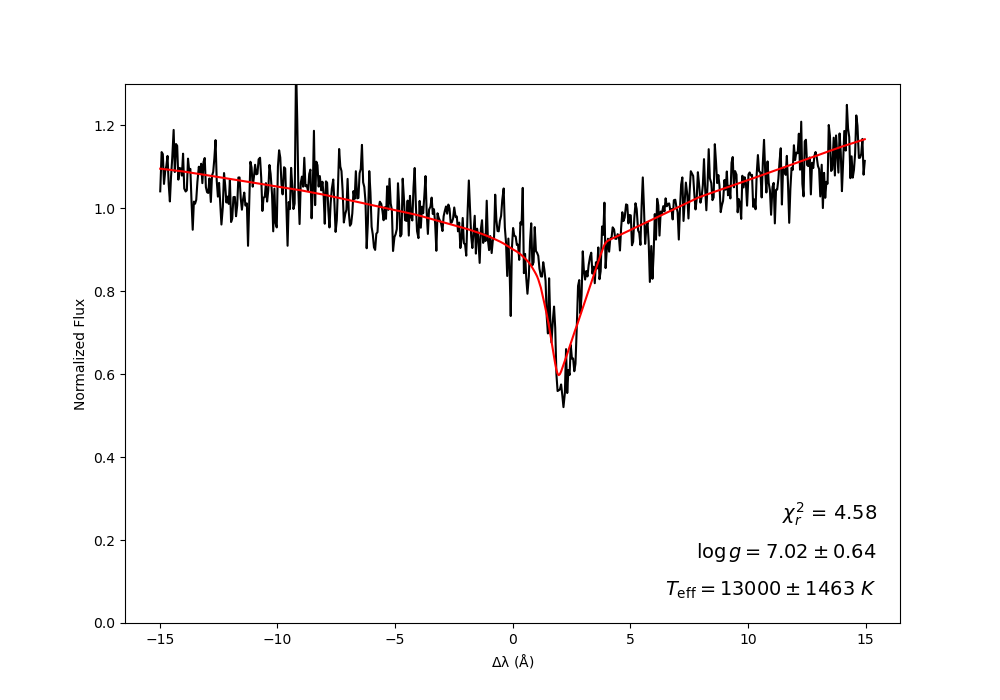 1.2
1.0
0.8
0.6
0.4
0.2
0.0
Normalized Flux
χ²ᵣ = 4.58
log g = 7.02 ± 0.64
T_eff = 13000 ± 1463 K
−15 −10 −5 0 5 10 15
Δλ (Å)